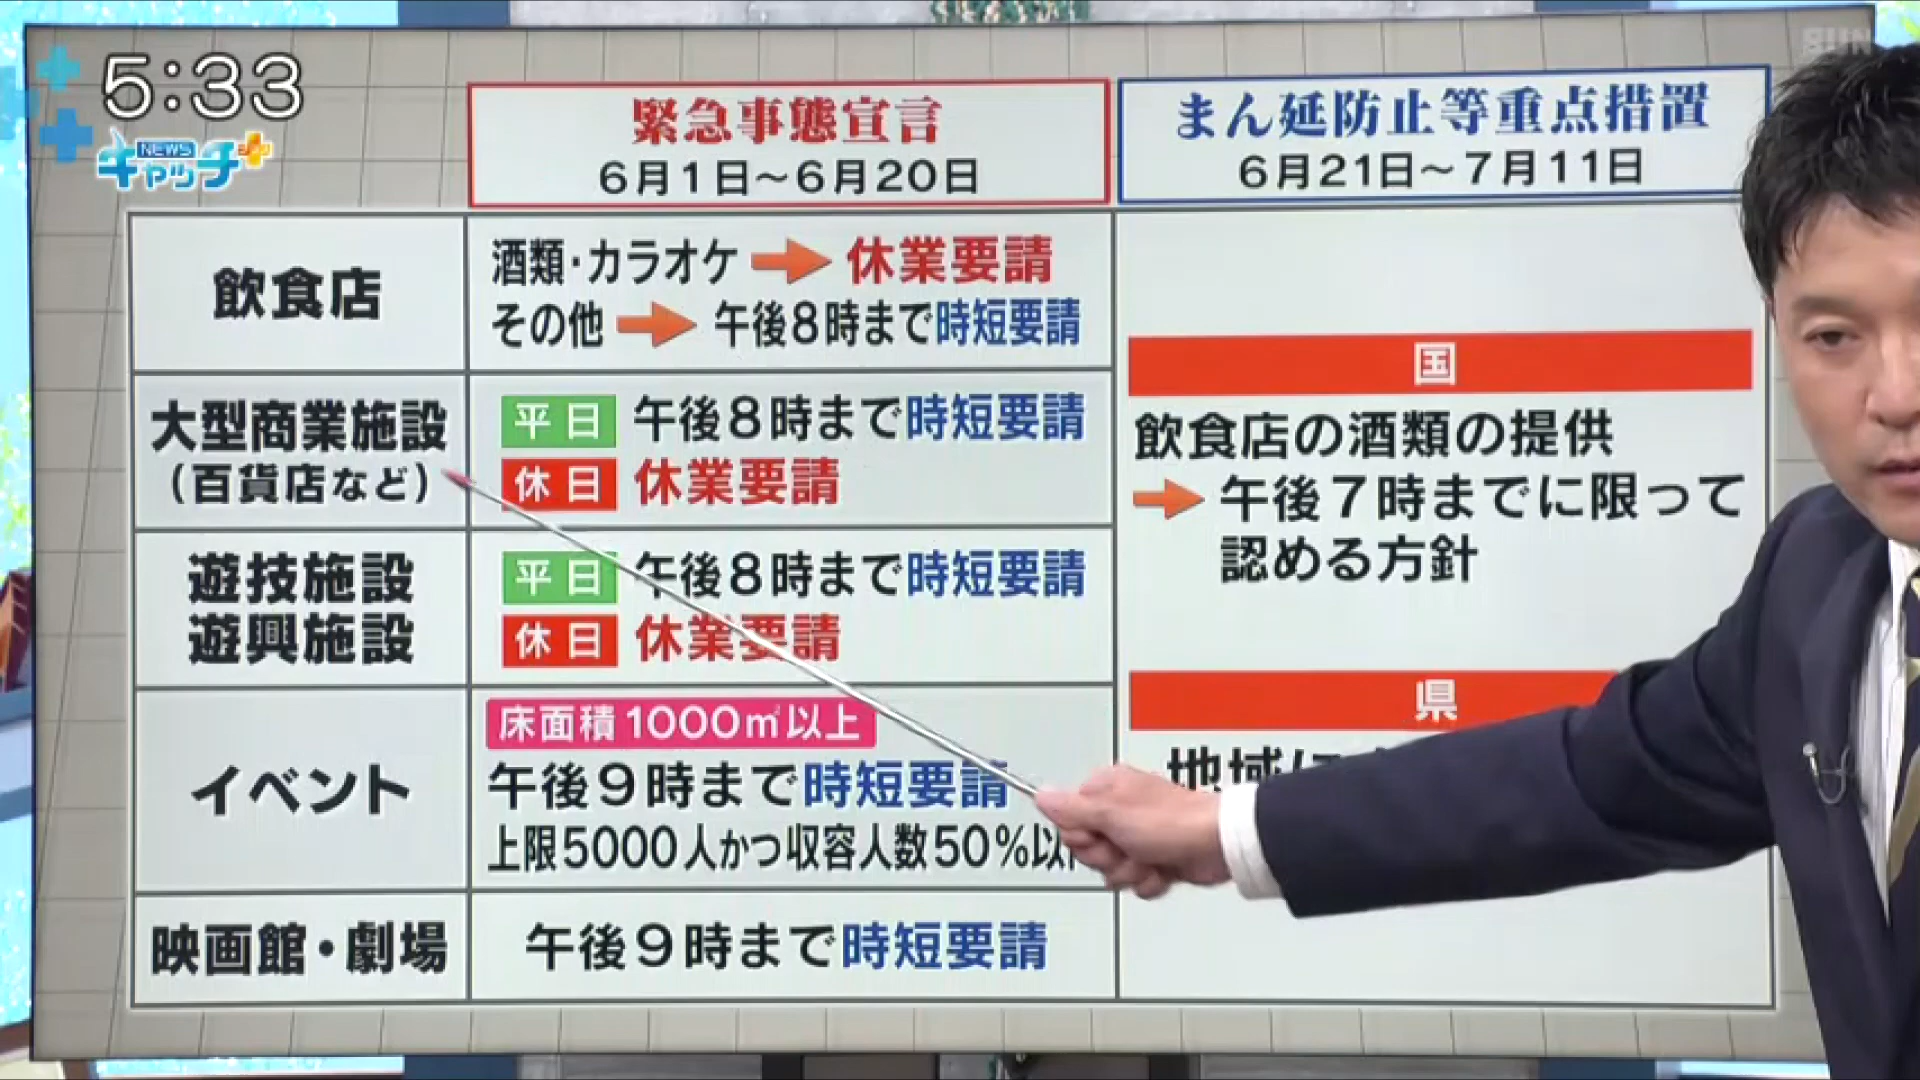 5:33
NEWS
キャッチ
緊急事態宣言
6月1日~6月20日
まん延防止等重点措置
6月21日~7月11日
飲食店
酒類・カラオケ 休業要請
その他 午後8時まで時短要請
大型商業施設
(百貨店など)
平日 午後8時まで時短要請
休日 休業要請
遊技施設
遊興施設
平日 午後8時まで時短要請
休日 休業要請
イベント
床面積1000㎡以上
午後9時まで時短要請
上限5000人かつ収容人数50%以
映画館・劇場
午後9時まで時短要請
国
飲食店の酒類の提供
午後7時までに限って
認める方針
県
地域